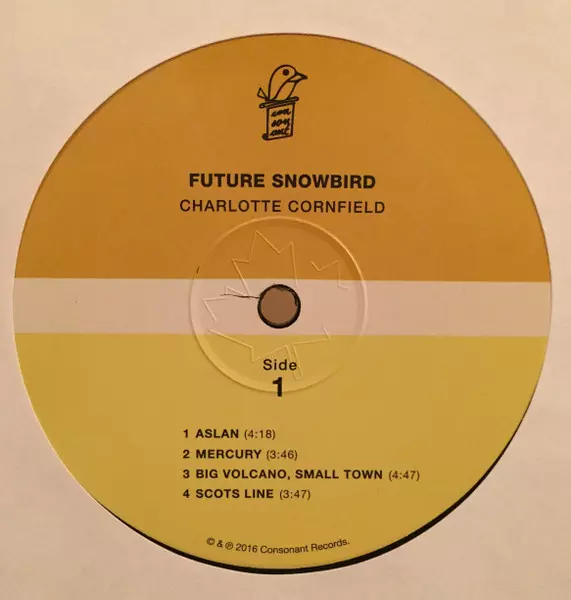 con
son
ant
FUTURE SNOWBIRD
CHARLOTTE CORNFIELD
Side
1
1 ASLAN (4:18)
2 MERCURY (3:46)
3 BIG VOLCANO, SMALL TOWN (4:47)
4 SCOTS LINE (3:47)
© & ℗ 2016 Consonant Records.